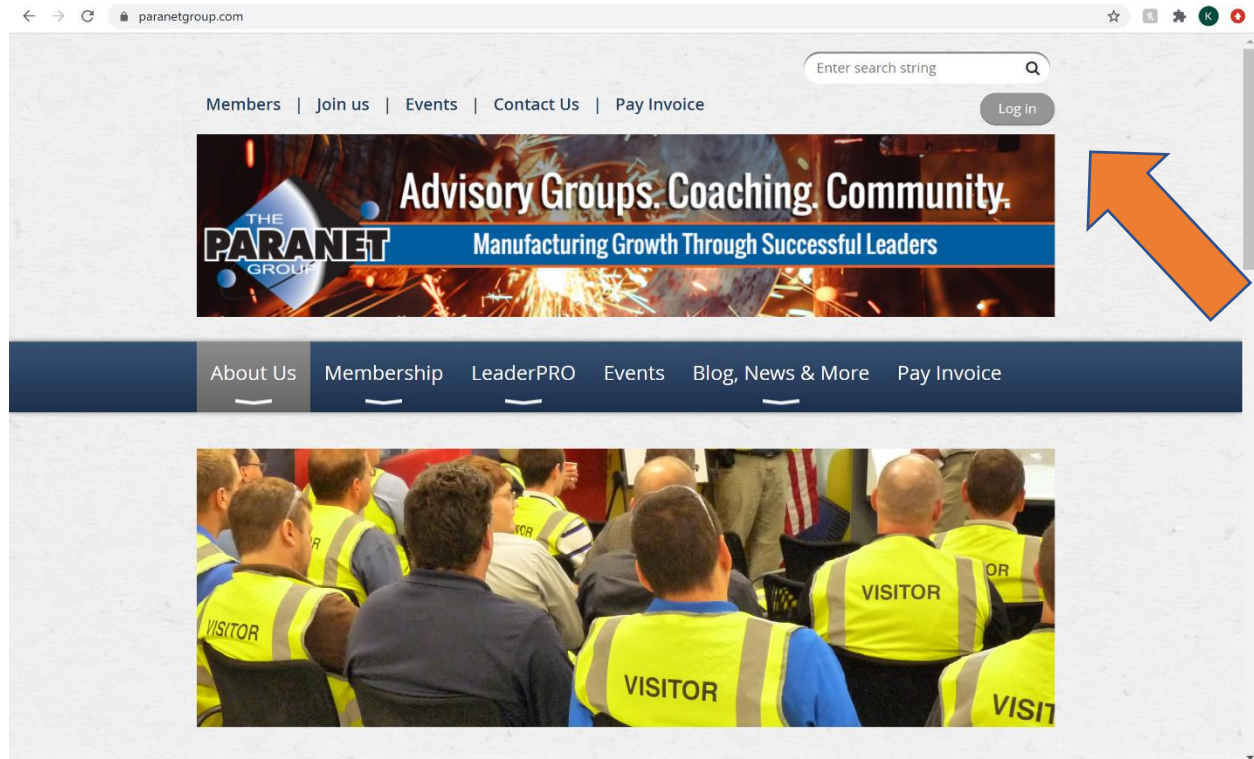 paranetgroup.com
K
Enter search string
Members | Join us | Events | Contact Us | Pay Invoice
Log in
Advisory Groups. Coaching. Community.
THE
PARANET
GROUP
Manufacturing Growth Through Successful Leaders
About Us Membership LeaderPRO Events Blog, News & More Pay Invoice
VISITOR
VISITOR
VISITOR